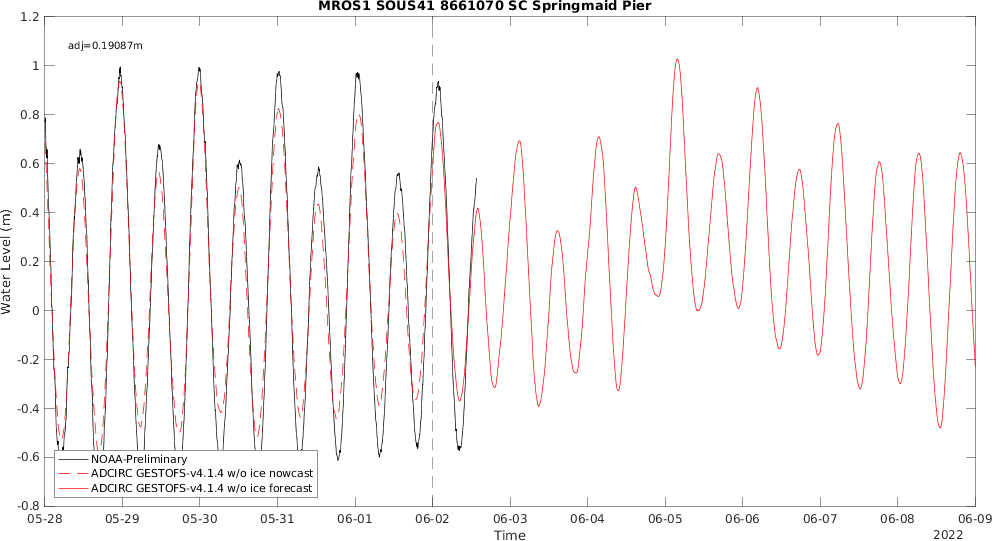 MROS1 SOUS41 8661070 SC Springmaid Pier
adj=0.19087m
1.2
1
0.8
0.6
0.4
0.2
0
-0.2
-0.4
-0.6
-0.8
Water Level (m)
NOAA-Preliminary
ADCIRC GESTOFS-v4.1.4 w/o ice nowcast
ADCIRC GESTOFS-v4.1.4 w/o ice forecast
05-28 05-29 05-30 05-31 06-01 06-02 06-03 06-04 06-05 06-06 06-07 06-08 06-09
Time
2022